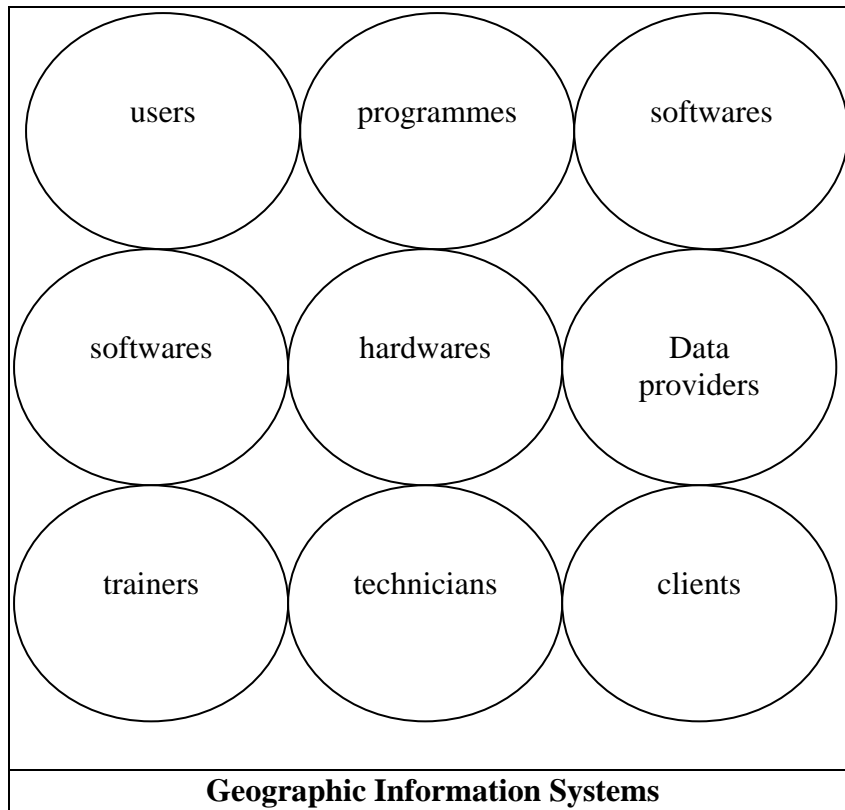 users
programmes
softwares
softwares
hardwares
Data
providers
trainers
technicians
clients
Geographic Information Systems